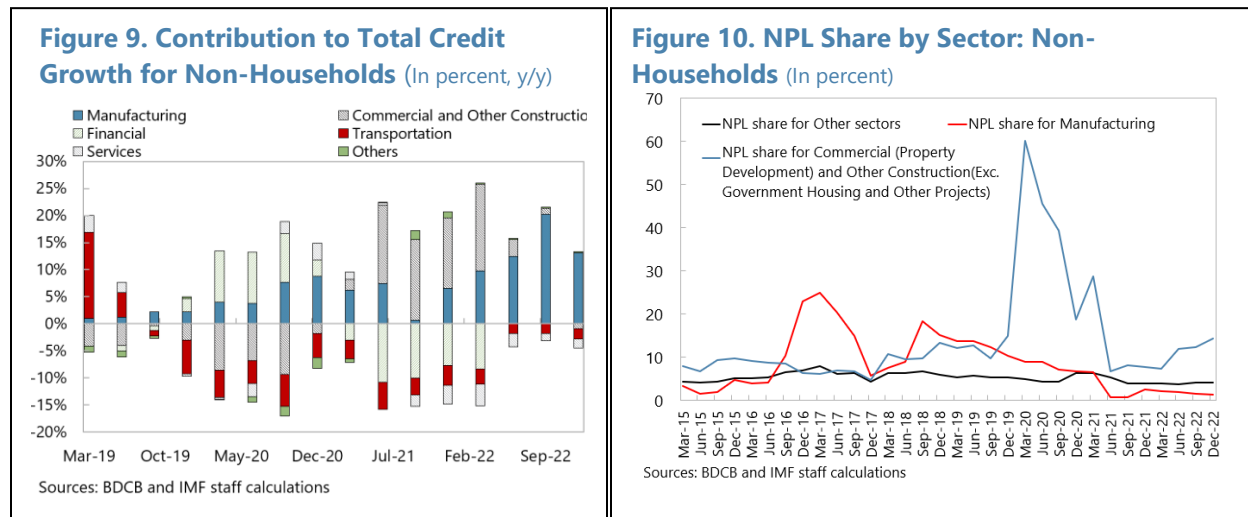 Figure 9. Contribution to Total Credit
Growth for Non-Households (In percent, y/y)
Manufacturing
Commercial and Other Constructio
Financial
Transportation
Services
Others
30%
25%
20%
15%
10%
5%
0%
-5%
-10%
-15%
-20%
Mar-19 Oct-19 May-20 Dec-20 Jul-21 Feb-22 Sep-22
Sources: BDCB and IMF staff calculations
Figure 10. NPL Share by Sector: Non-
Households (In percent)
70
60
50
40
30
20
10
0
NPL share for Other sectors
NPL share for Manufacturing
NPL share for Commercial (Property
Development) and Other Construction(Exc.
Government Housing and Other Projects)
Mar-15
Jun-15
Sep-15
Dec-15
Mar-16
Jun-16
Sep-16
Dec-16
Mar-17
Jun-17
Sep-17
Dec-17
Mar-18
Jun-18
Sep-18
Dec-18
Mar-19
Jun-19
Sep-19
Dec-19
Mar-20
Jun-20
Sep-20
Dec-20
Mar-21
Jun-21
Sep-21
Dec-21
Mar-22
Jun-22
Sep-22
Dec-22
Sources: BDCB and IMF staff calculations